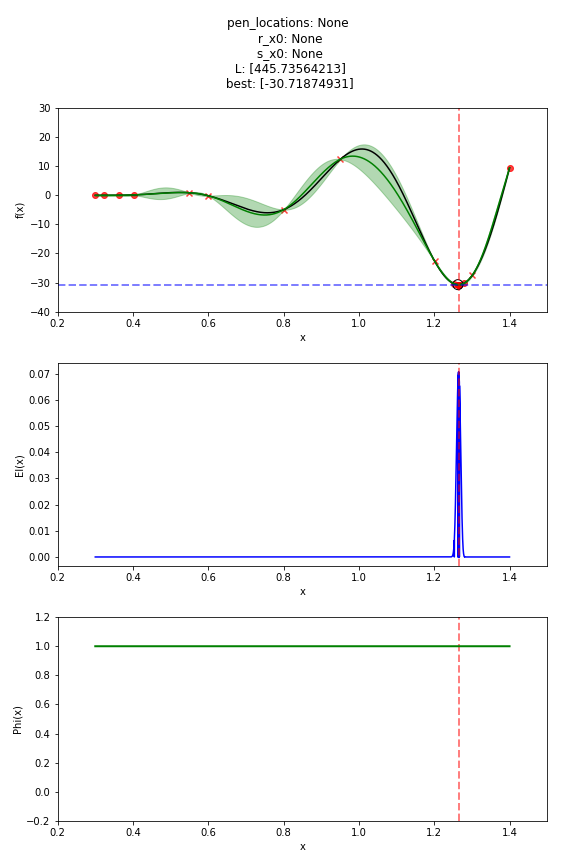 pen_locations: None
r_x0: None
s_x0: None
L: [445.73564213]
best: [-30.71874931]
30
20
10
0
−10
−20
−30
−40
f(x)
0.2 0.4 0.6 0.8 1.0 1.2 1.4
x
0.07
0.06
0.05
0.04
0.03
0.02
0.01
0.00
EI(x)
0.2 0.4 0.6 0.8 1.0 1.2 1.4
x
1.2
1.0
0.8
0.6
0.4
0.2
0.0
−0.2
Phi(x)
0.2 0.4 0.6 0.8 1.0 1.2 1.4
x